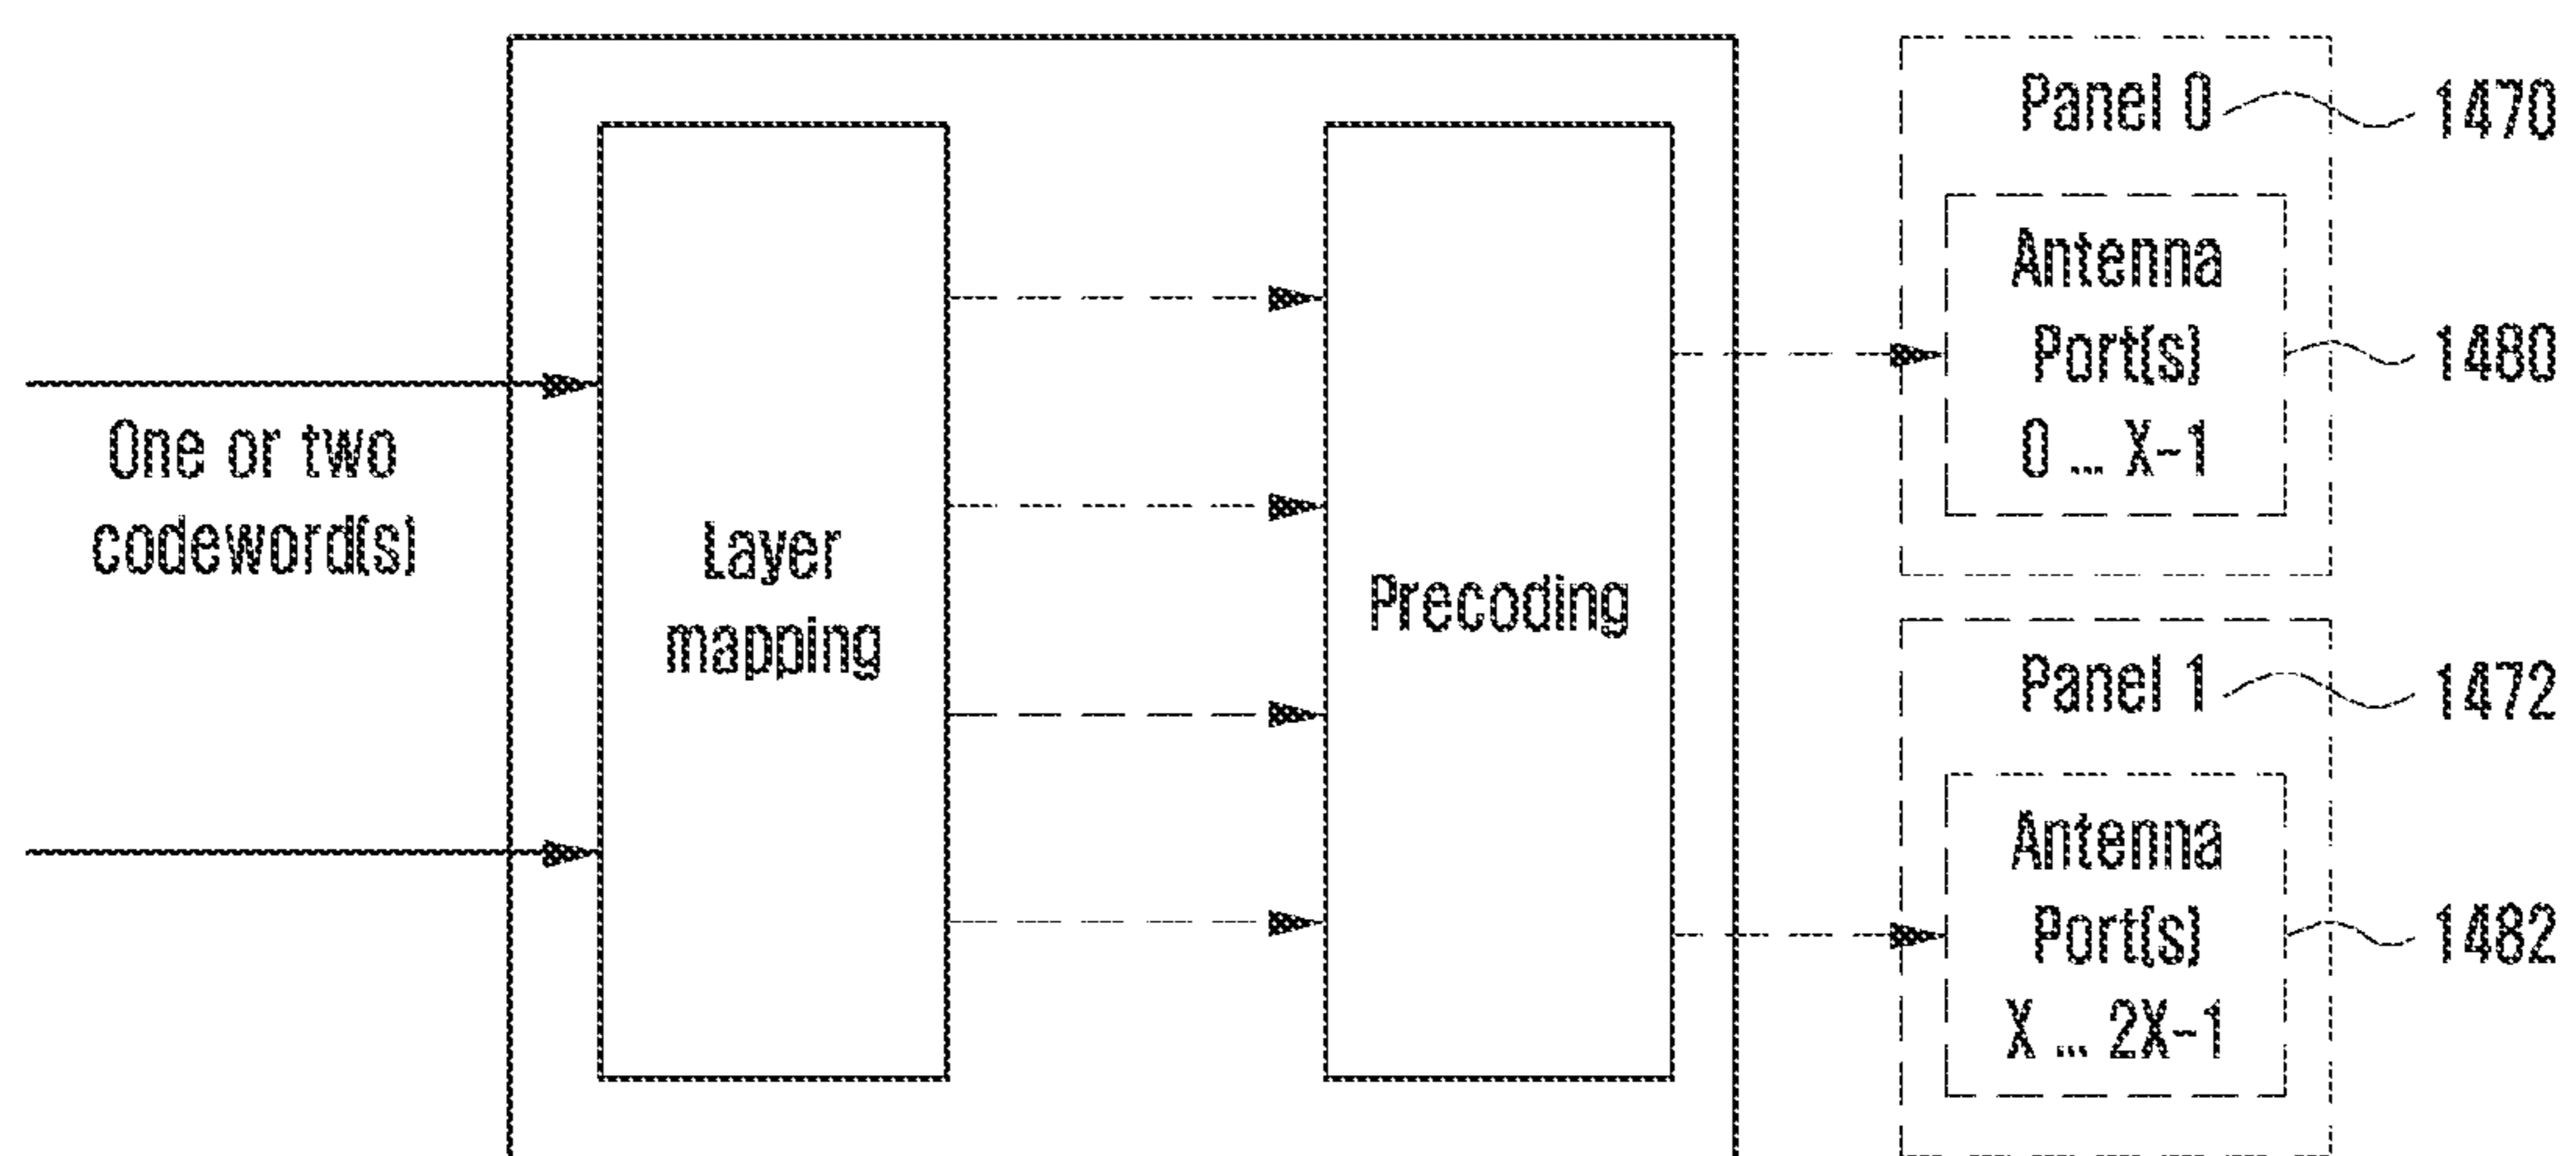 One or two
codeword(s)
Layer
mapping
Precoding
Panel 0
1470
Antenna
Port(s)
0 ... X-1
1480
Panel 1
1472
Antenna
Port(s)
X ... 2X-1
1482